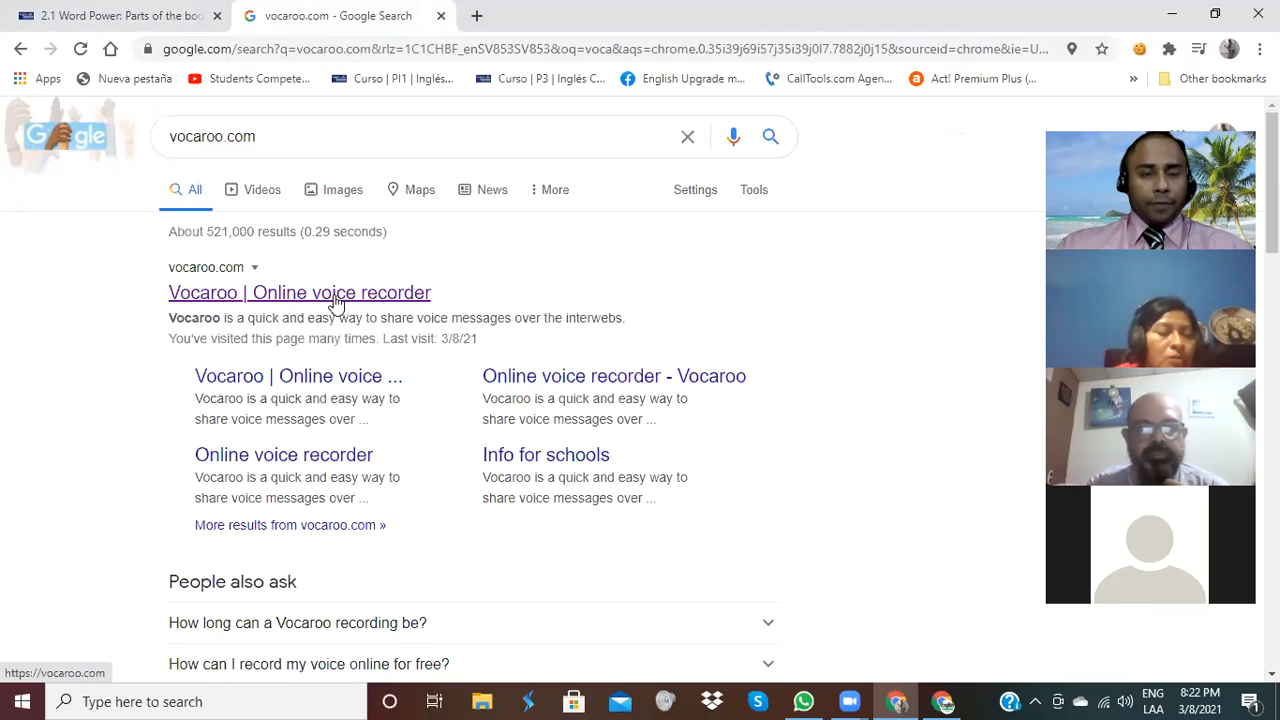 2.1 Word Power: Parts of the bod
vocaroo.com - Google Search
google.com/search?q=vocaroo.com&rlz=1C1CHBF_enSV853SV853&oq=voca&aqs=chrome.0.35i39j69i57j35i39j0l7.7882j0j15&sourceid=chrome&ie=U...
Apps
Nueva pestaña
Students Compete...
Curso | PI1 | Inglés...
Curso | P3 | Inglés C...
English Upgrade m...
CallTools.com Agen...
Act! Premium Plus (...
»
Other bookmarks
Google
vocaroo.com
All
Videos
Images
Maps
News
More
Settings
Tools
About 521,000 results (0.29 seconds)
vocaroo.com
Vocaroo | Online voice recorder
Vocaroo is a quick and easy way to share voice messages over the interwebs.
You've visited this page many times. Last visit: 3/8/21
Vocaroo | Online voice ...
Vocaroo is a quick and easy way to
share voice messages over ...
Online voice recorder - Vocaroo
Vocaroo is a quick and easy way to
share voice messages over ...
Online voice recorder
Vocaroo is a quick and easy way to
share voice messages over ...
Info for schools
Vocaroo is a quick and easy way to
share voice messages over ...
More results from vocaroo.com »
People also ask
How long can a Vocaroo recording be?
How can I record my voice online for free?
https://vocaroo.com
Type here to search
ENG
LAA
8:22 PM
3/8/2021